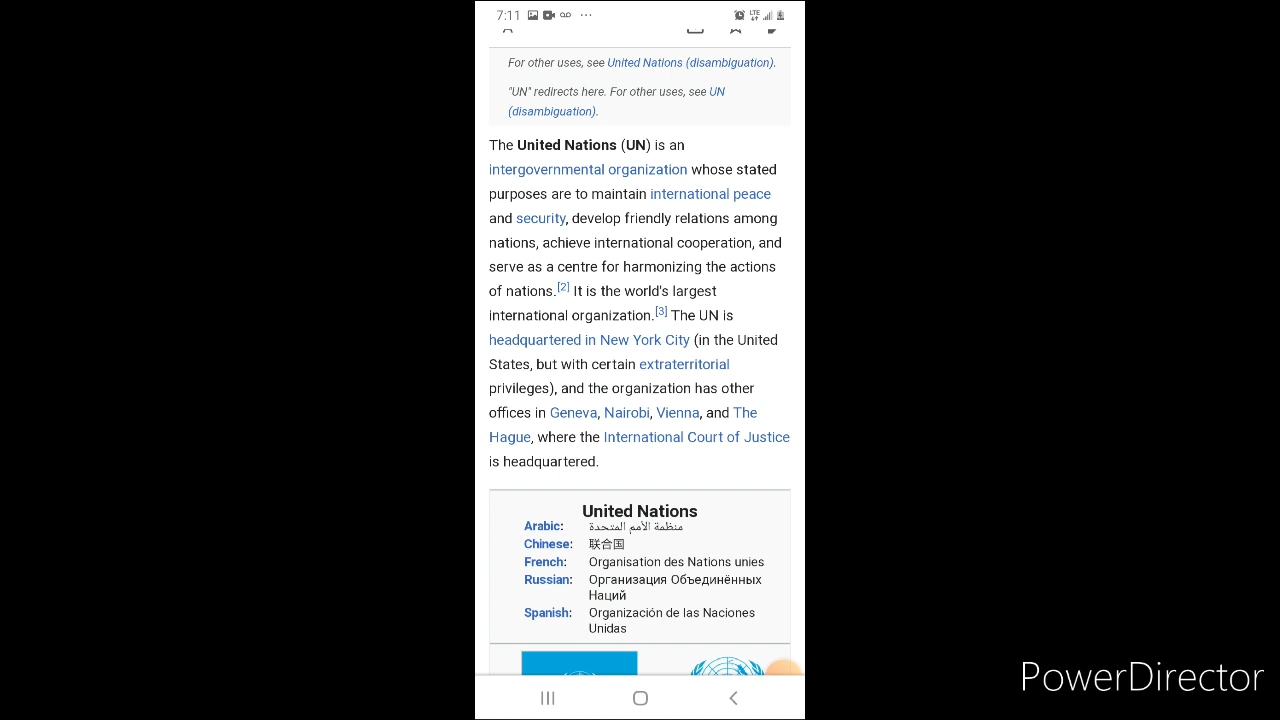 7:11
LTE
For other uses, see United Nations (disambiguation).
"UN" redirects here. For other uses, see UN
(disambiguation).
The United Nations (UN) is an
intergovernmental organization whose stated
purposes are to maintain international peace
and security, develop friendly relations among
nations, achieve international cooperation, and
serve as a centre for harmonizing the actions
of nations.[2] It is the world's largest
international organization.[3] The UN is
headquartered in New York City (in the United
States, but with certain extraterritorial
privileges), and the organization has other
offices in Geneva, Nairobi, Vienna, and The
Hague, where the International Court of Justice
is headquartered.
United Nations
Arabic: منظمة الأمم المتحدة
Chinese: 联合国
French: Organisation des Nations unies
Russian: Организация Объединённых
Наций
Spanish: Organización de las Naciones
Unidas
PowerDirector